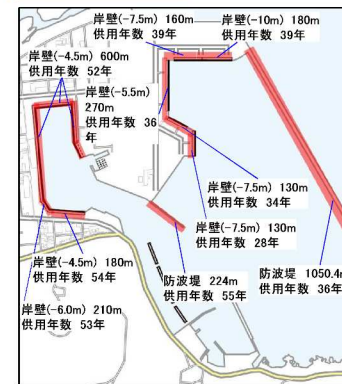 岸壁(-7.5m) 160m
供用年数 39年
岸壁(-10m) 180m
供用年数 39年
岸壁(-4.5m) 600m
供用年数 52年
岸壁(-5.5m)
270m
供用年数 36
年
岸壁(-7.5m) 130m
供用年数 34年
岸壁(-7.5m) 130m
供用年数 28年
岸壁(-4.5m) 180m
供用年数 54年
防波堤 224m
供用年数 55年
防波堤 1050.4m
供用年数 36年
岸壁(-6.0m) 210m
供用年数 53年